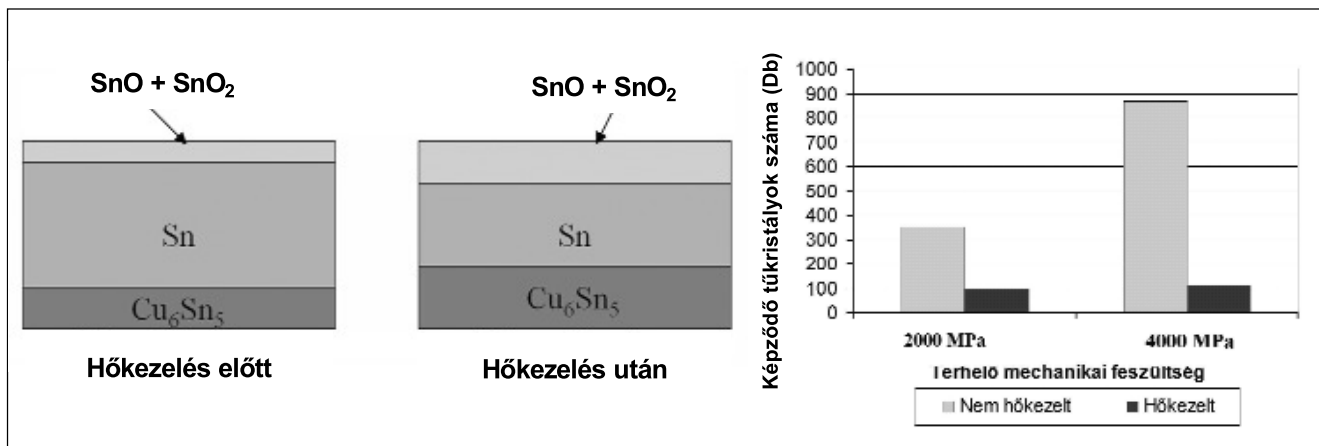 SnO + SnO₂
Sn
Cu₆Sn₅
Hőkezelés előtt
SnO + SnO₂
Sn
Cu₆Sn₅
Hőkezelés után
Képződő tűkristályok száma (Db)
1000
900
800
700
600
500
400
300
200
100
0
2000 MPa
4000 MPa
Terhelő mechanikai feszültség
Nem hőkezelt
Hőkezelt